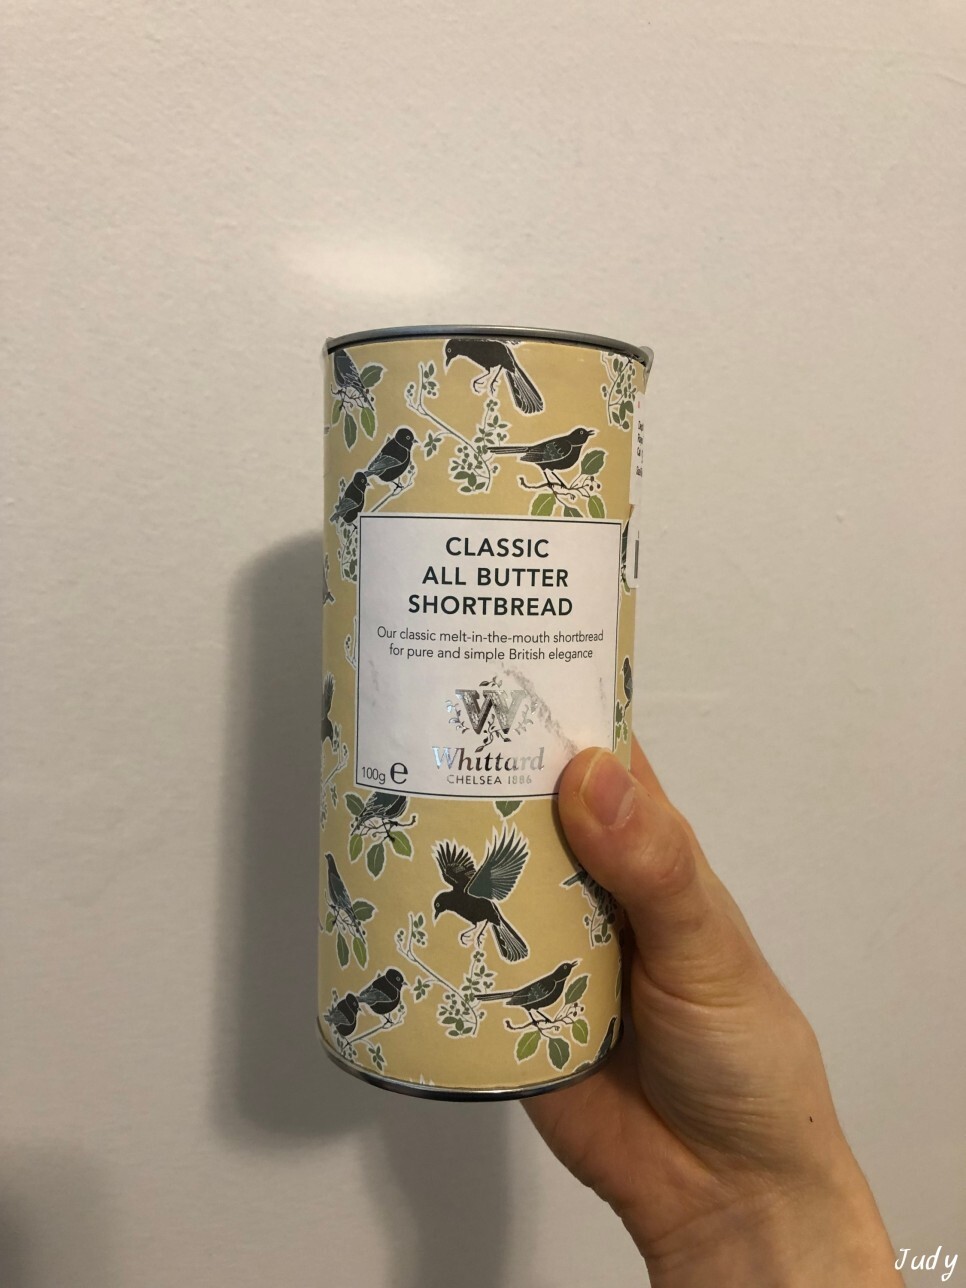 CLASSIC
ALL BUTTER
SHORTBREAD
Our classic melt-in-the-mouth shortbread
for pure and simple British elegance
W
Whittard
CHELSEA 1886
100g e
Judy